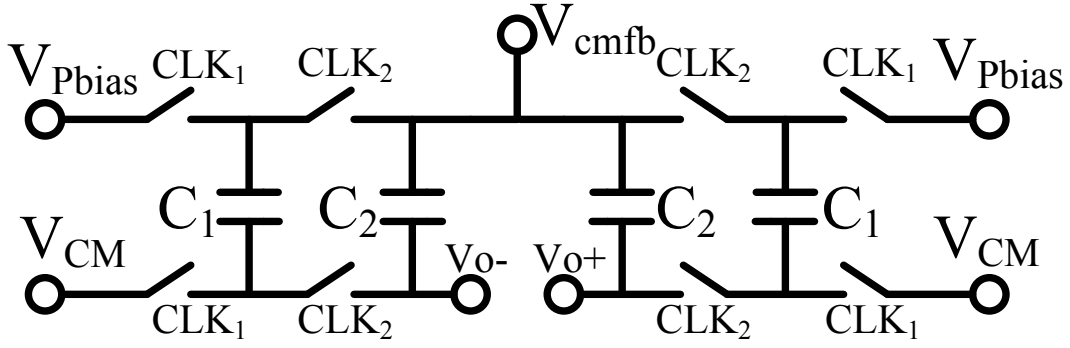 V_cmfb
V_Pbias CLK₁ CLK₂ CLK₂ CLK₁ V_Pbias
C₁ C₂ C₂ C₁
V_CM Vo- Vo+ V_CM
CLK₁ CLK₂ CLK₂ CLK₁